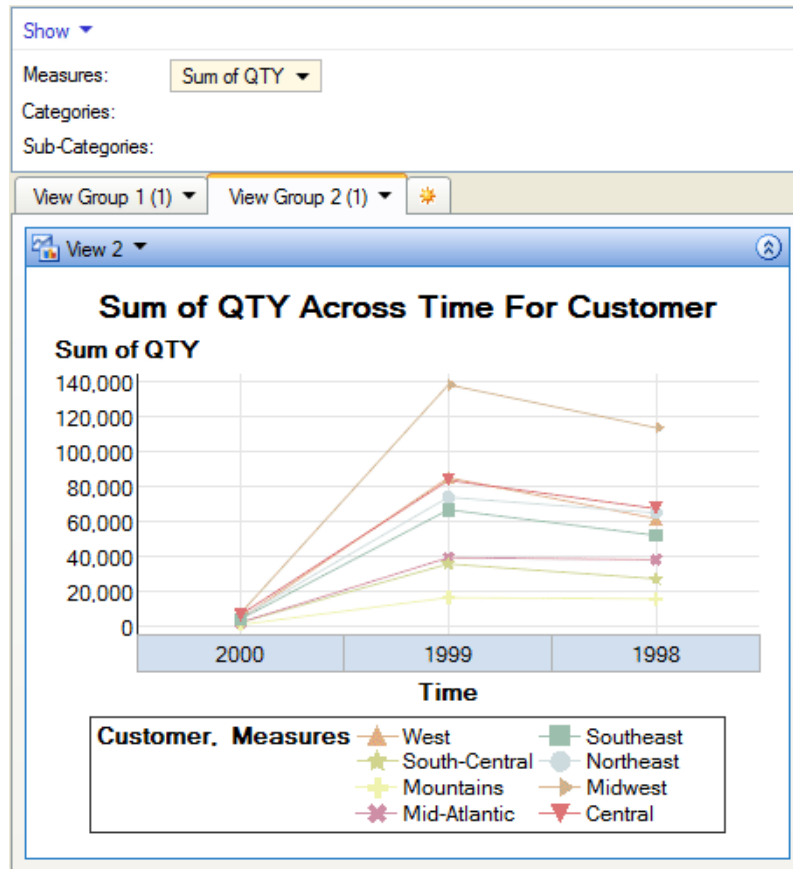 Show
Measures: Sum of QTY
Categories:
Sub-Categories:
View Group 1 (1) View Group 2 (1)
View 2
Sum of QTY Across Time For Customer
Sum of QTY
140,000
120,000
100,000
80,000
60,000
40,000
20,000
0
2000 1999 1998
Time
Customer, Measures West Southeast
South-Central Northeast
Mountains Midwest
Mid-Atlantic Central